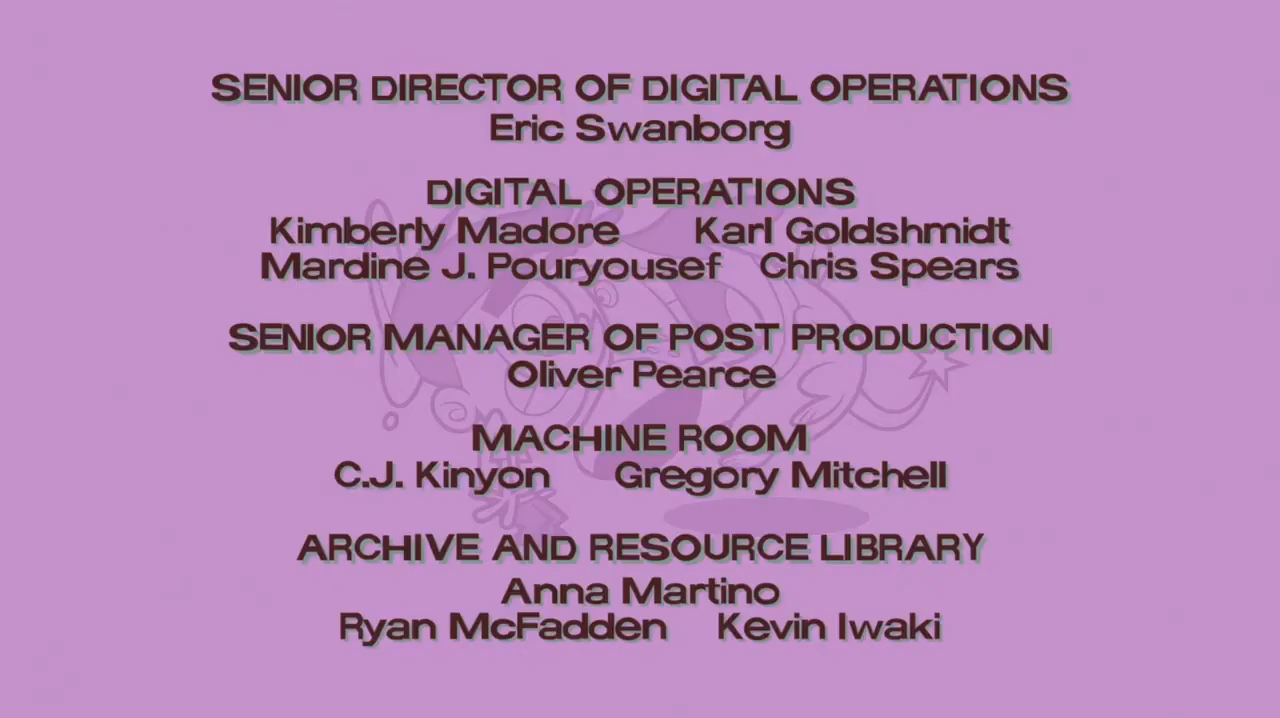 SENIOR DIRECTOR OF DIGITAL OPERATIONS
Eric Swanborg
DIGITAL OPERATIONS
Kimberly Madore Karl Goldshmidt
Mardine J. Pouryousef Chris Spears
SENIOR MANAGER OF POST PRODUCTION
Oliver Pearce
MACHINE ROOM
C.J. Kinyon Gregory Mitchell
ARCHIVE AND RESOURCE LIBRARY
Anna Martino
Ryan McFadden Kevin Iwaki